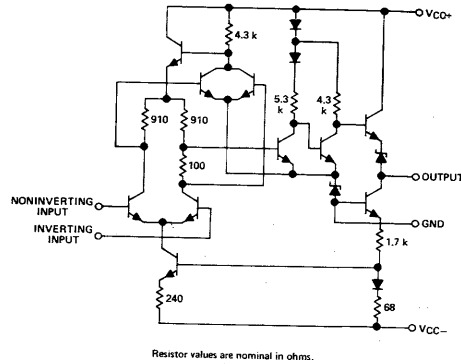 VCC+
4.3 k
5.3
k
4.3
k
910
910
100
OUTPUT
NONINVERTING
INPUT
GND
INVERTING
INPUT
1.7 k
240
68
VCC−
Resistor values are nominal in ohms.